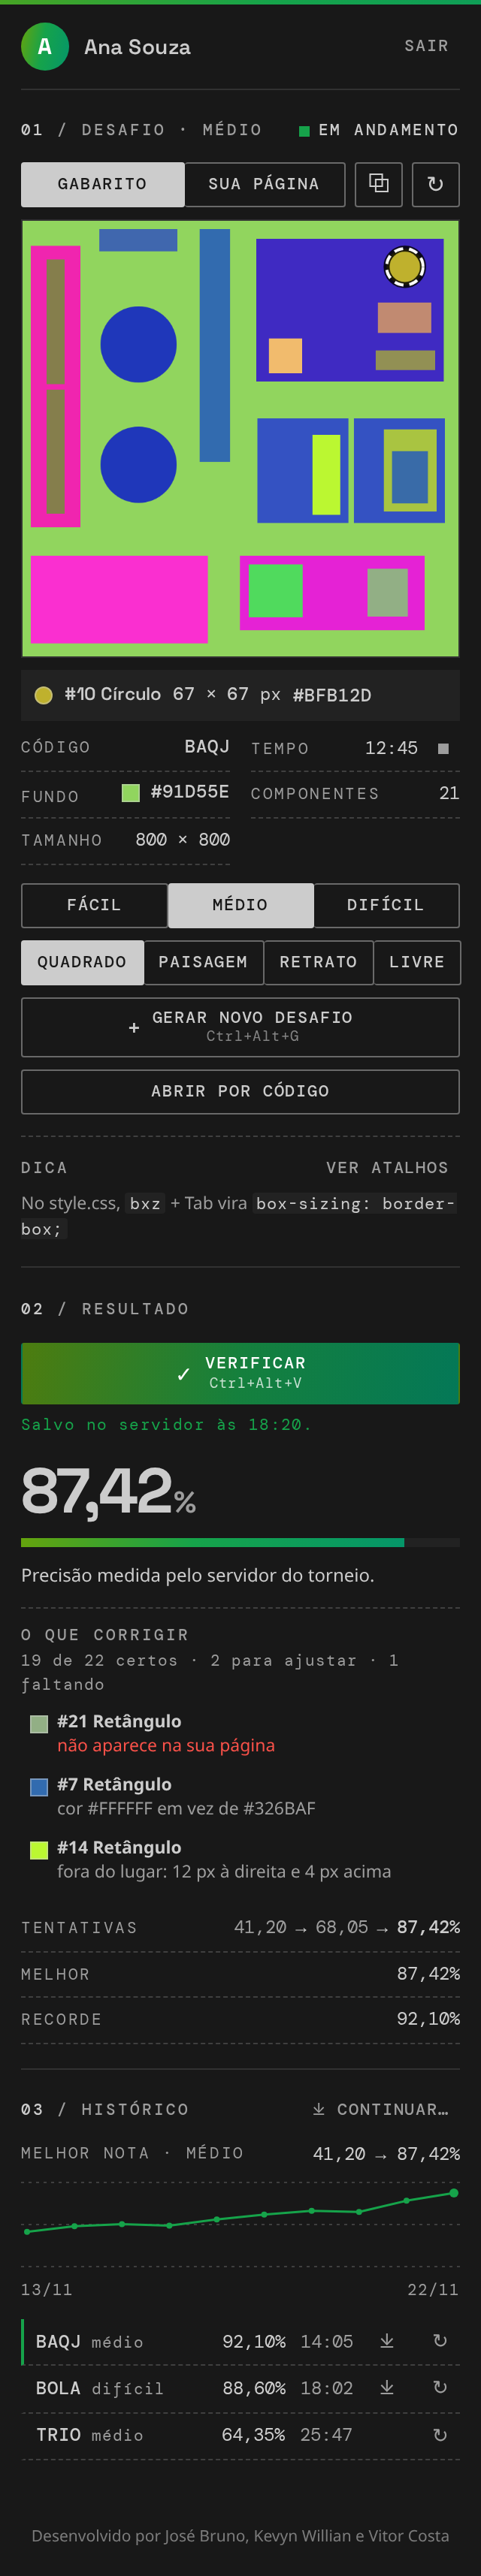 A Ana Souza SAIR
01 / DESAFIO · MÉDIO EM ANDAMENTO
GABARITO SUA PÁGINA
#10 Círculo 67 × 67 px #BFB12D
CÓDIGO BAQJ TEMPO 12:45
FUNDO #91D55E COMPONENTES 21
TAMANHO 800 × 800
FÁCIL MÉDIO DIFÍCIL
QUADRADO PAISAGEM RETRATO LIVRE
+ GERAR NOVO DESAFIO
Ctrl+Alt+G
ABRIR POR CÓDIGO
DICA VER ATALHOS
No style.css, bxz + Tab vira box-sizing: border-
box;
02 / RESULTADO
✓ VERIFICAR
Ctrl+Alt+V
Salvo no servidor às 18:20.
87,42%
Precisão medida pelo servidor do torneio.
O QUE CORRIGIR
19 de 22 certos · 2 para ajustar · 1
faltando
#21 Retângulo
não aparece na sua página
#7 Retângulo
cor #FFFFFF em vez de #326BAF
#14 Retângulo
fora do lugar: 12 px à direita e 4 px acima
TENTATIVAS 41,20 → 68,05 → 87,42%
MELHOR 87,42%
RECORDE 92,10%
03 / HISTÓRICO CONTINUAR…
MELHOR NOTA · MÉDIO 41,20 → 87,42%
13/11 22/11
BAQJ médio 92,10% 14:05
BOLA difícil 88,60% 18:02
TRIO médio 64,35% 25:47
Desenvolvido por José Bruno, Kevyn Willian e Vitor Costa